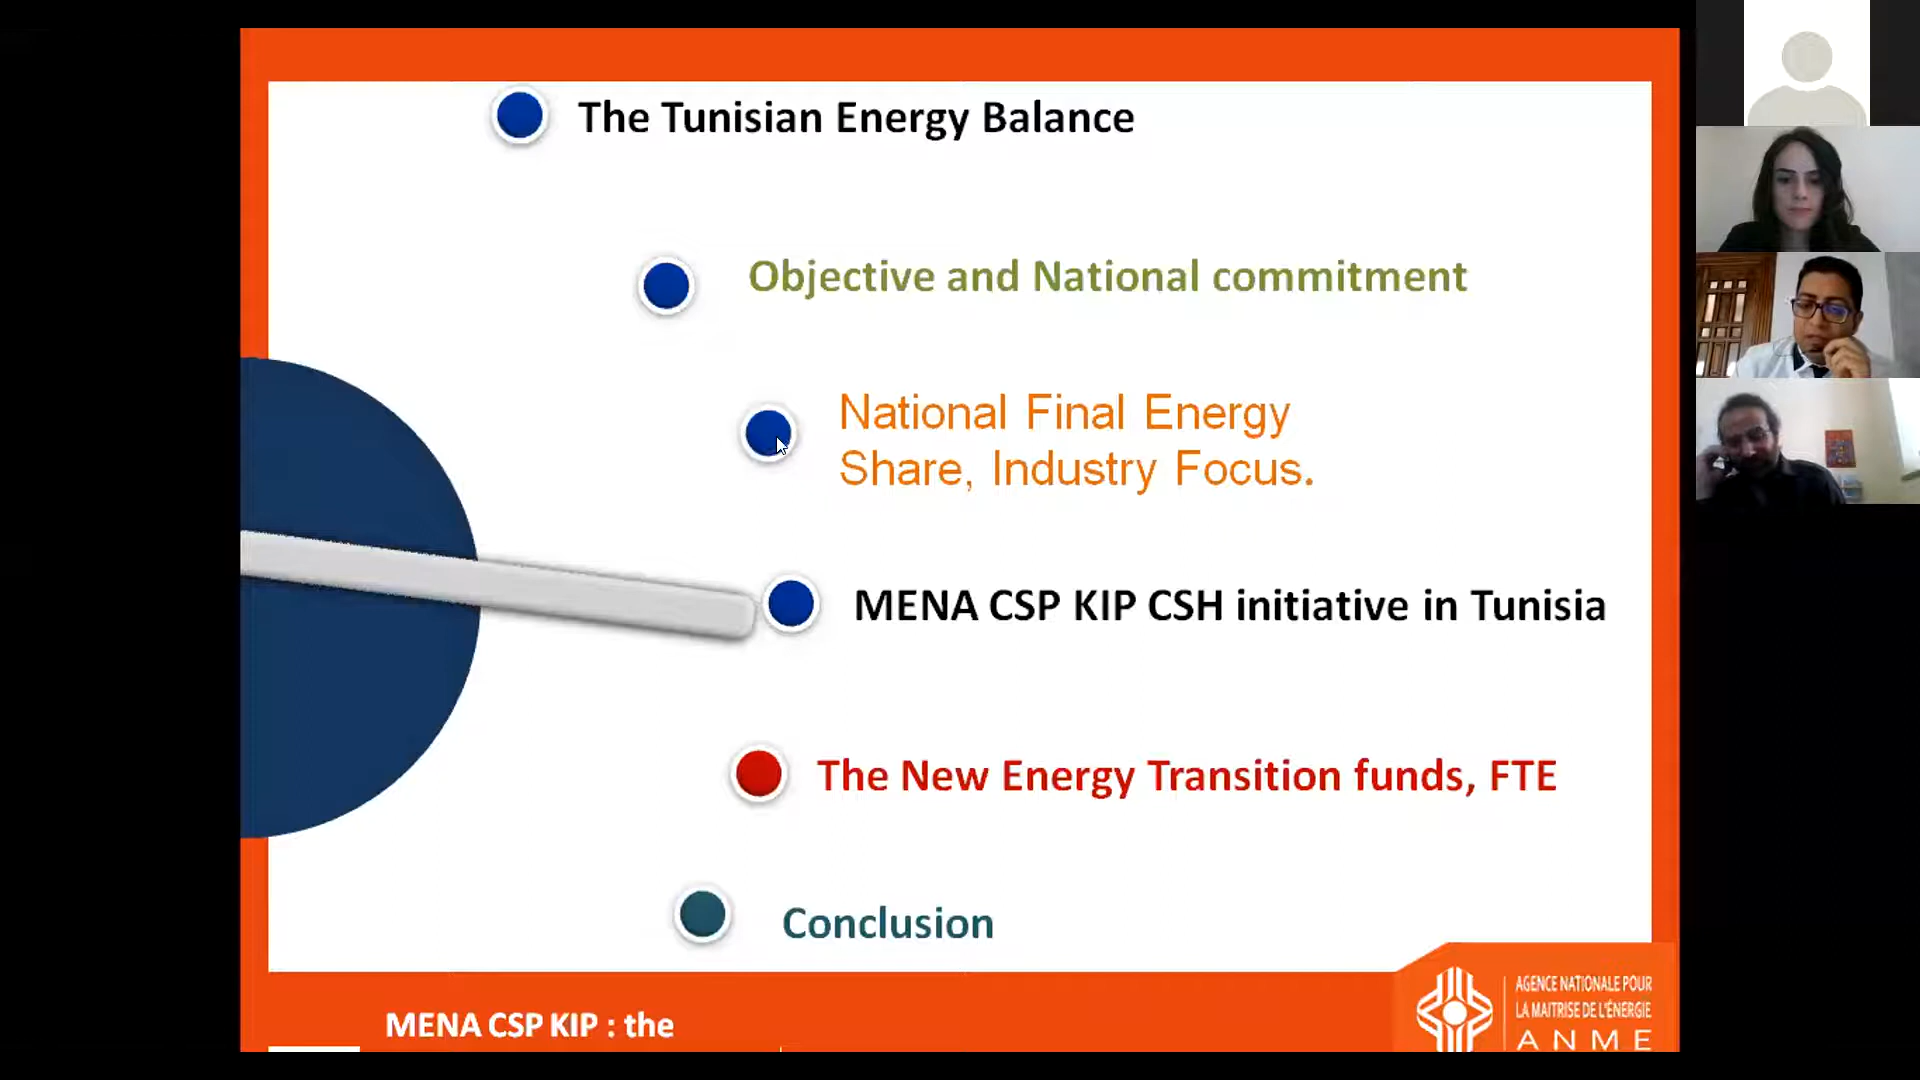 The Tunisian Energy Balance
Objective and National commitment
National Final Energy
Share, Industry Focus.
MENA CSP KIP CSH initiative in Tunisia
The New Energy Transition funds, FTE
Conclusion
MENA CSP KIP : the
AGENCE NATIONALE POUR
LA MAITRISE DE L'ÉNERGIE
ANME